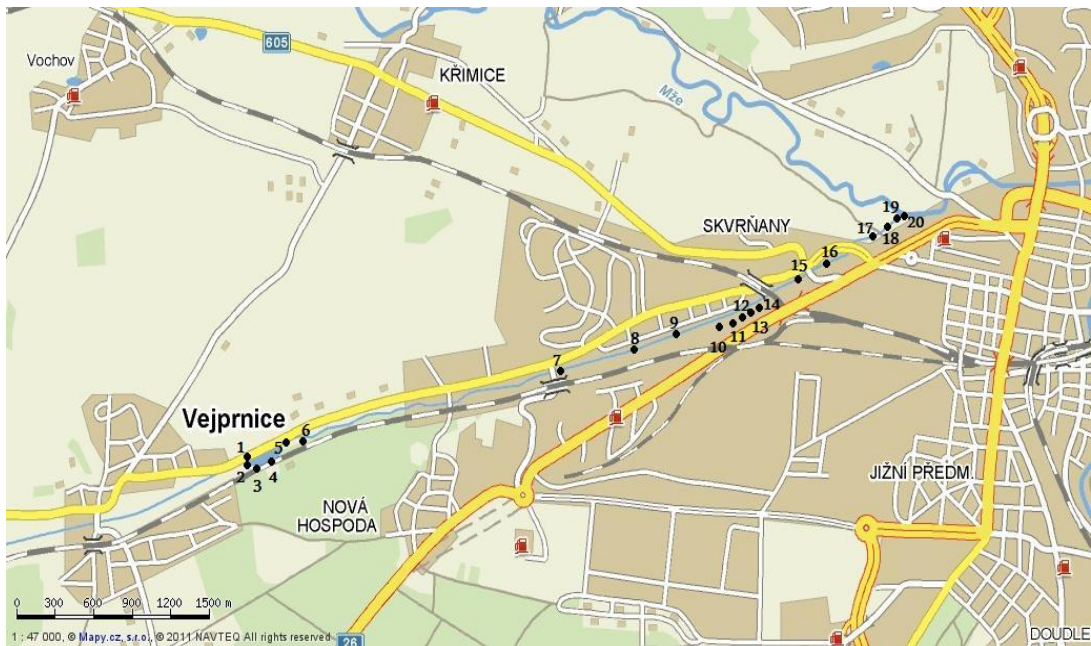 605
Vochov
KŘIMICE
Mže
19
20
17
18
SKVRŇANY
16
15
14
12
13
11
10
9
8
7
Vejprnice
6
5
1
2
3
4
JIŽNÍ PŘEDM.
NOVÁ
HOSPODA
0 300 600 900 1200 1500 m
1 : 47 000, © Mapy.cz, s.r.o., © 2011 NAVTEQ All rights reserved
26
DOUDLE